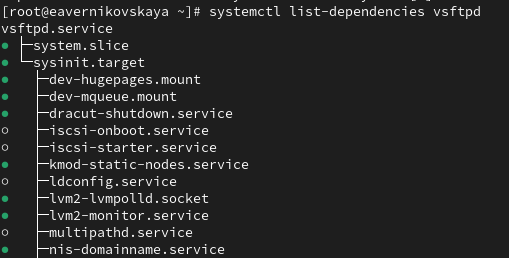 [root@eavernikovskaya ~]# systemctl list-dependencies vsftpd
vsftpd.service
● ├─system.slice
● └─sysinit.target
●   ├─dev-hugepages.mount
●   ├─dev-mqueue.mount
●   ├─dracut-shutdown.service
○   ├─iscsi-onboot.service
○   ├─iscsi-starter.service
●   ├─kmod-static-nodes.service
○   ├─ldconfig.service
●   ├─lvm2-lvmpolld.socket
●   ├─lvm2-monitor.service
○   ├─multipathd.service
●   ├─nis-domainname.service